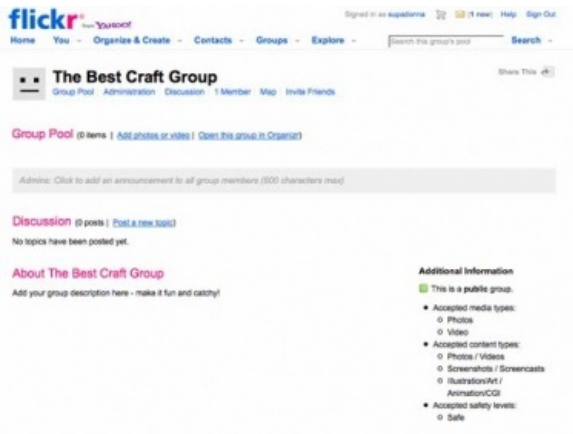 flickr from YAHOO!
Signed in as supadonna (1 new) Help Sign Out
Home You Organize & Create Contacts Groups Explore Search this group's pool Search
The Best Craft Group
Share This
Group Pool Administration Discussion 1 Member Map Invite Friends
Group Pool (0 items | Add photos or video | Open this group in Organizr)
Admins: Click to add an announcement to all group members (600 characters max)
Discussion (0 posts | Post a new topic)
No topics have been posted yet.
About The Best Craft Group
Add your group description here - make it fun and catchy!
Additional Information
This is a public group.
Accepted media types:
Photos
Video
Accepted content types:
Photos / Videos
Screenshots / Screencasts
Illustration/Art /
Animation/CGI
Accepted safety levels:
Safe